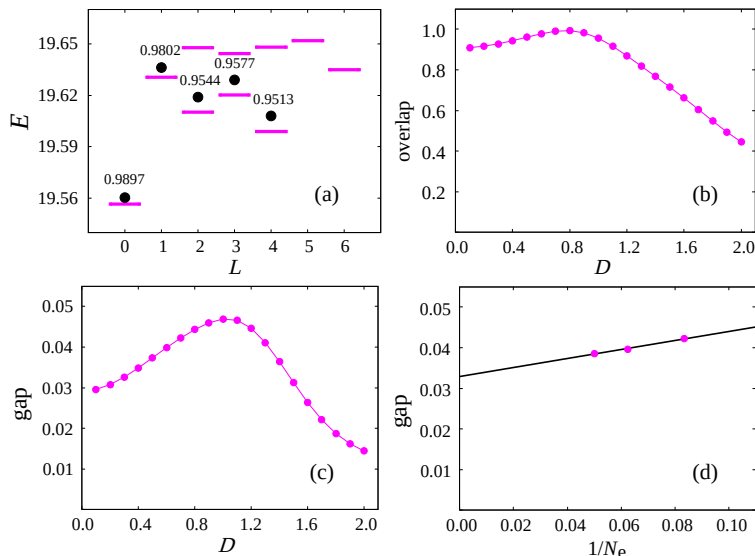 19.65
19.62
19.59
19.56
E
0.9802
0.9544
0.9577
0.9513
0.9897
(a)
0 1 2 3 4 5 6
L
1.0
0.8
0.6
0.4
0.2
overlap
(b)
0.0 0.4 0.8 1.2 1.6 2.0
D
0.05
0.04
0.03
0.02
0.01
gap
(c)
0.0 0.4 0.8 1.2 1.6 2.0
D
0.05
0.04
0.03
0.02
0.01
gap
(d)
0.00 0.02 0.04 0.06 0.08 0.10
1/Ne